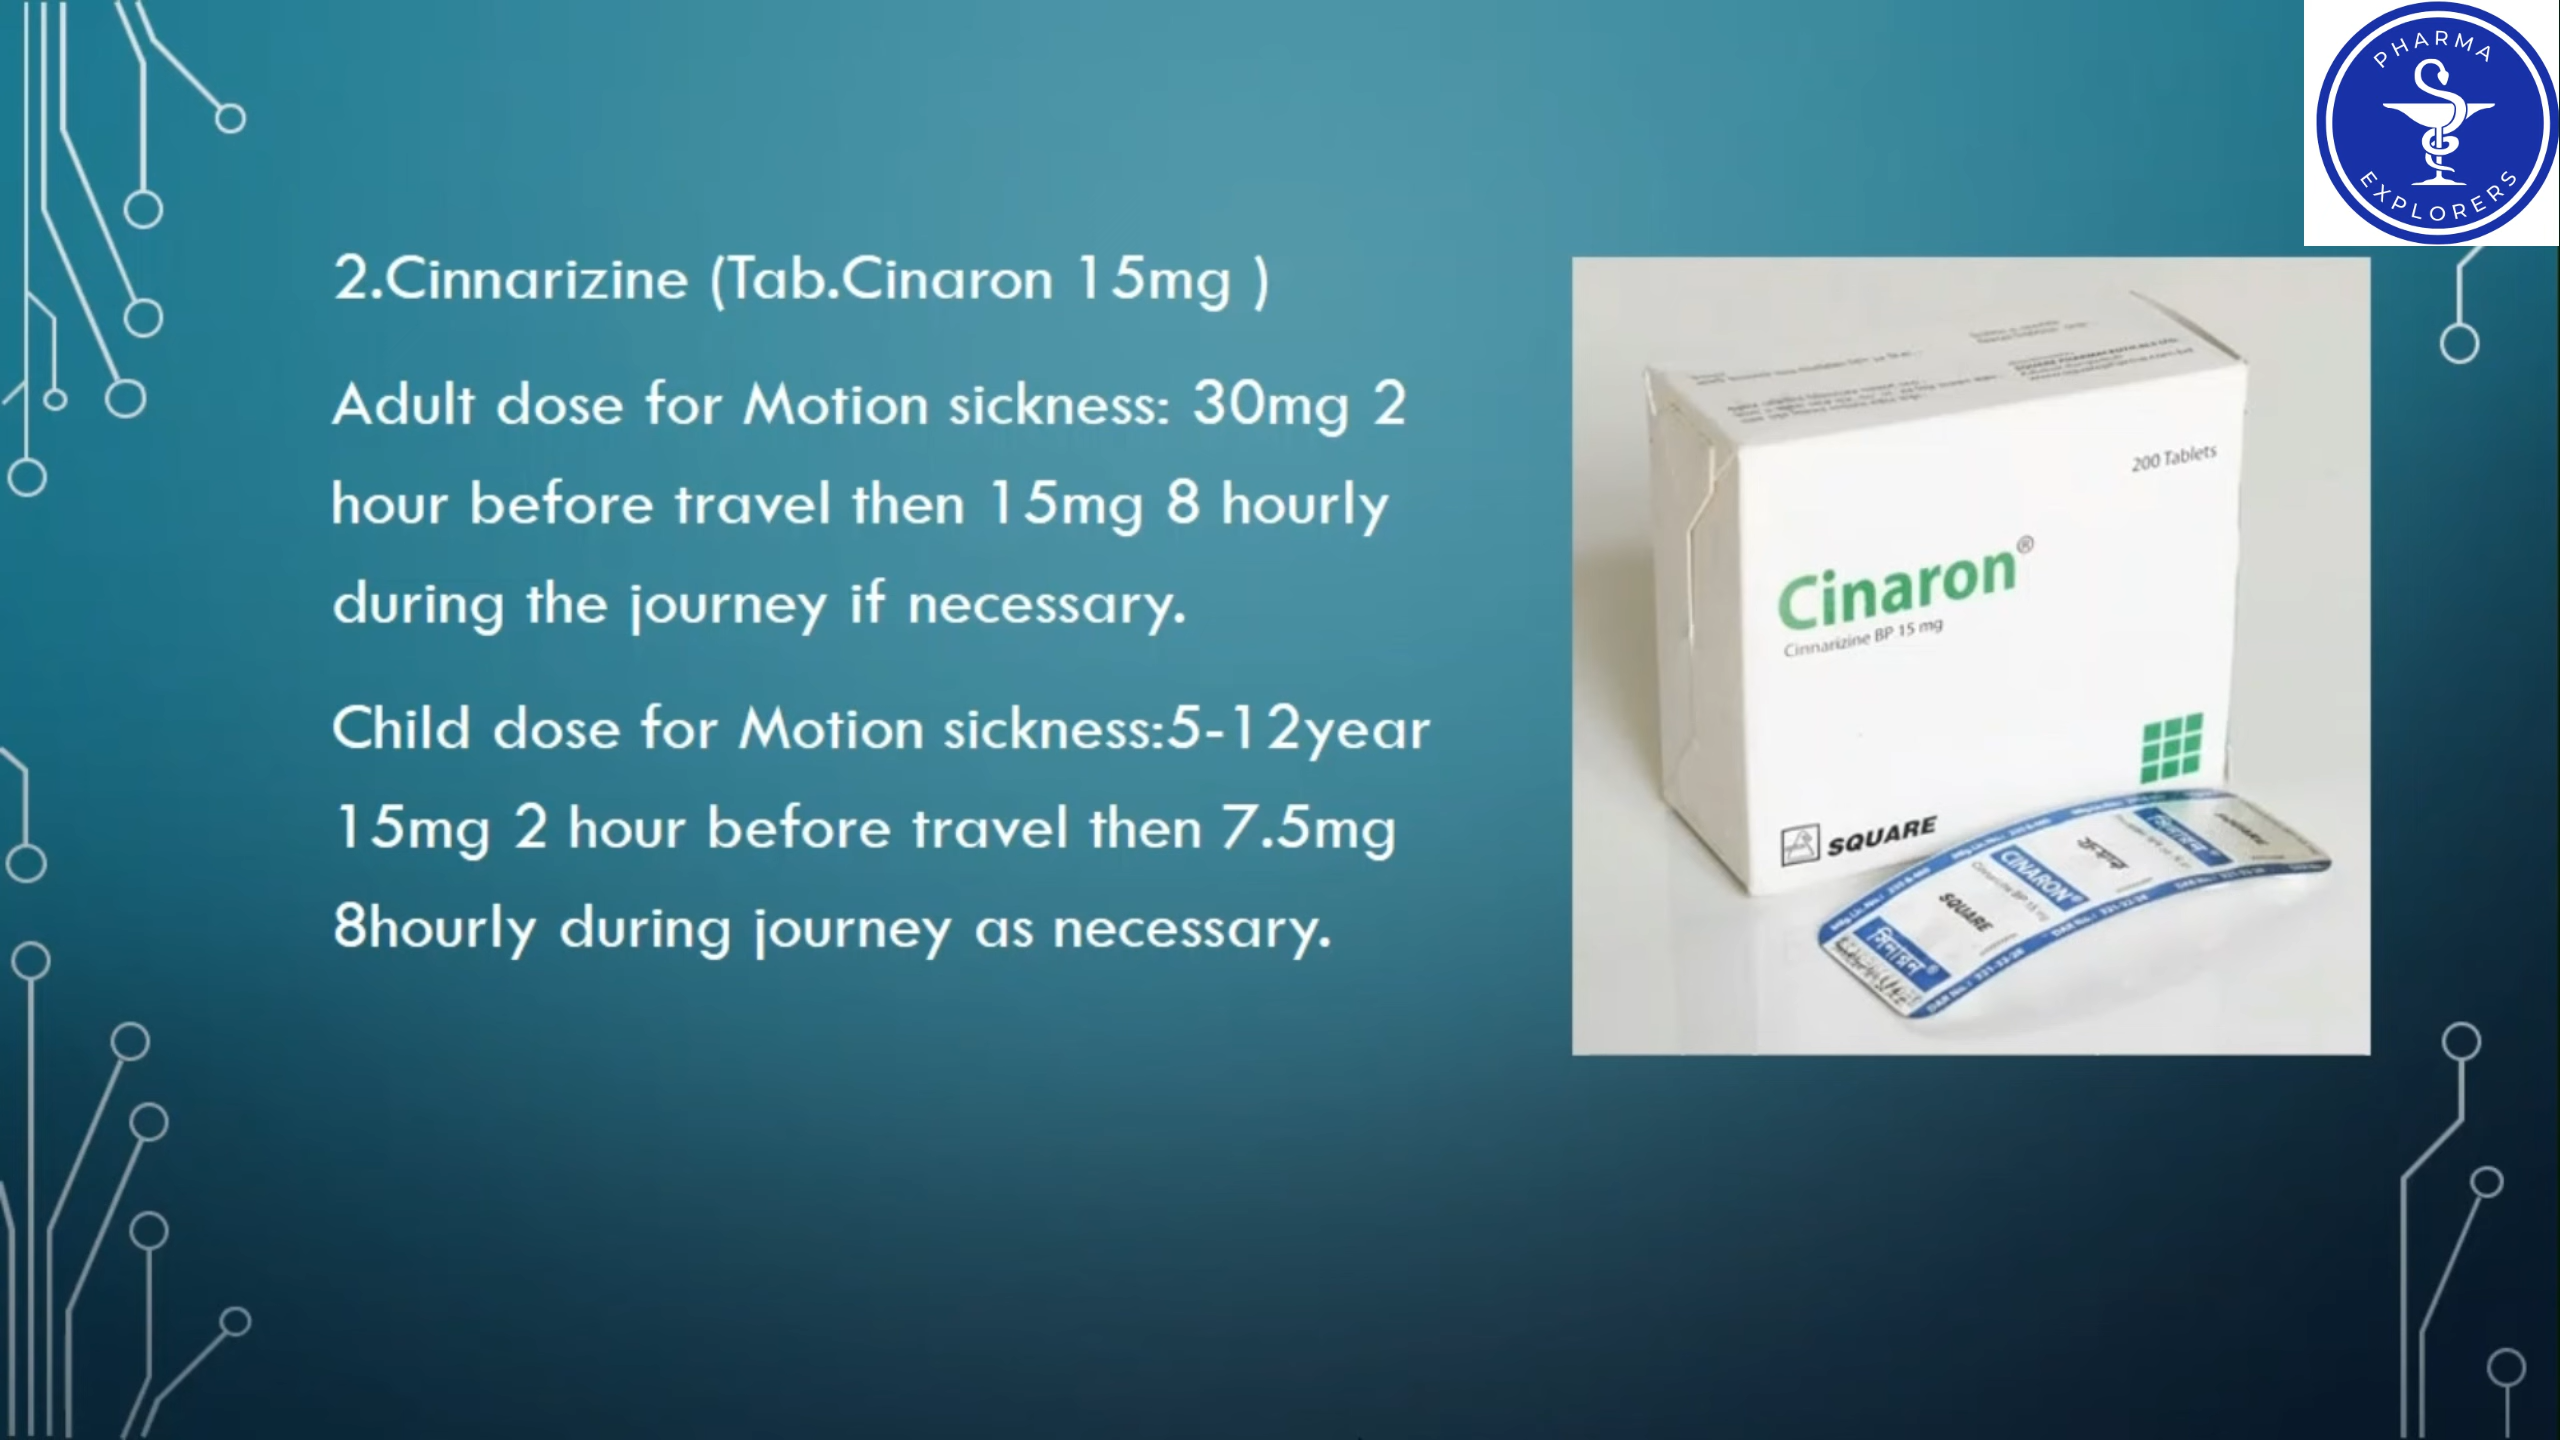 PHARMA
EXPLORERS
2.Cinnarizine (Tab.Cinaron 15mg )
Adult dose for Motion sickness: 30mg 2
hour before travel then 15mg 8 hourly
during the journey if necessary.
Child dose for Motion sickness:5-12year
15mg 2 hour before travel then 7.5mg
8hourly during journey as necessary.
200 Tablets
Cinaron®
Cinnarizine BP 15 mg
SQUARE
CINARON®
SQUARE
সিনারন®